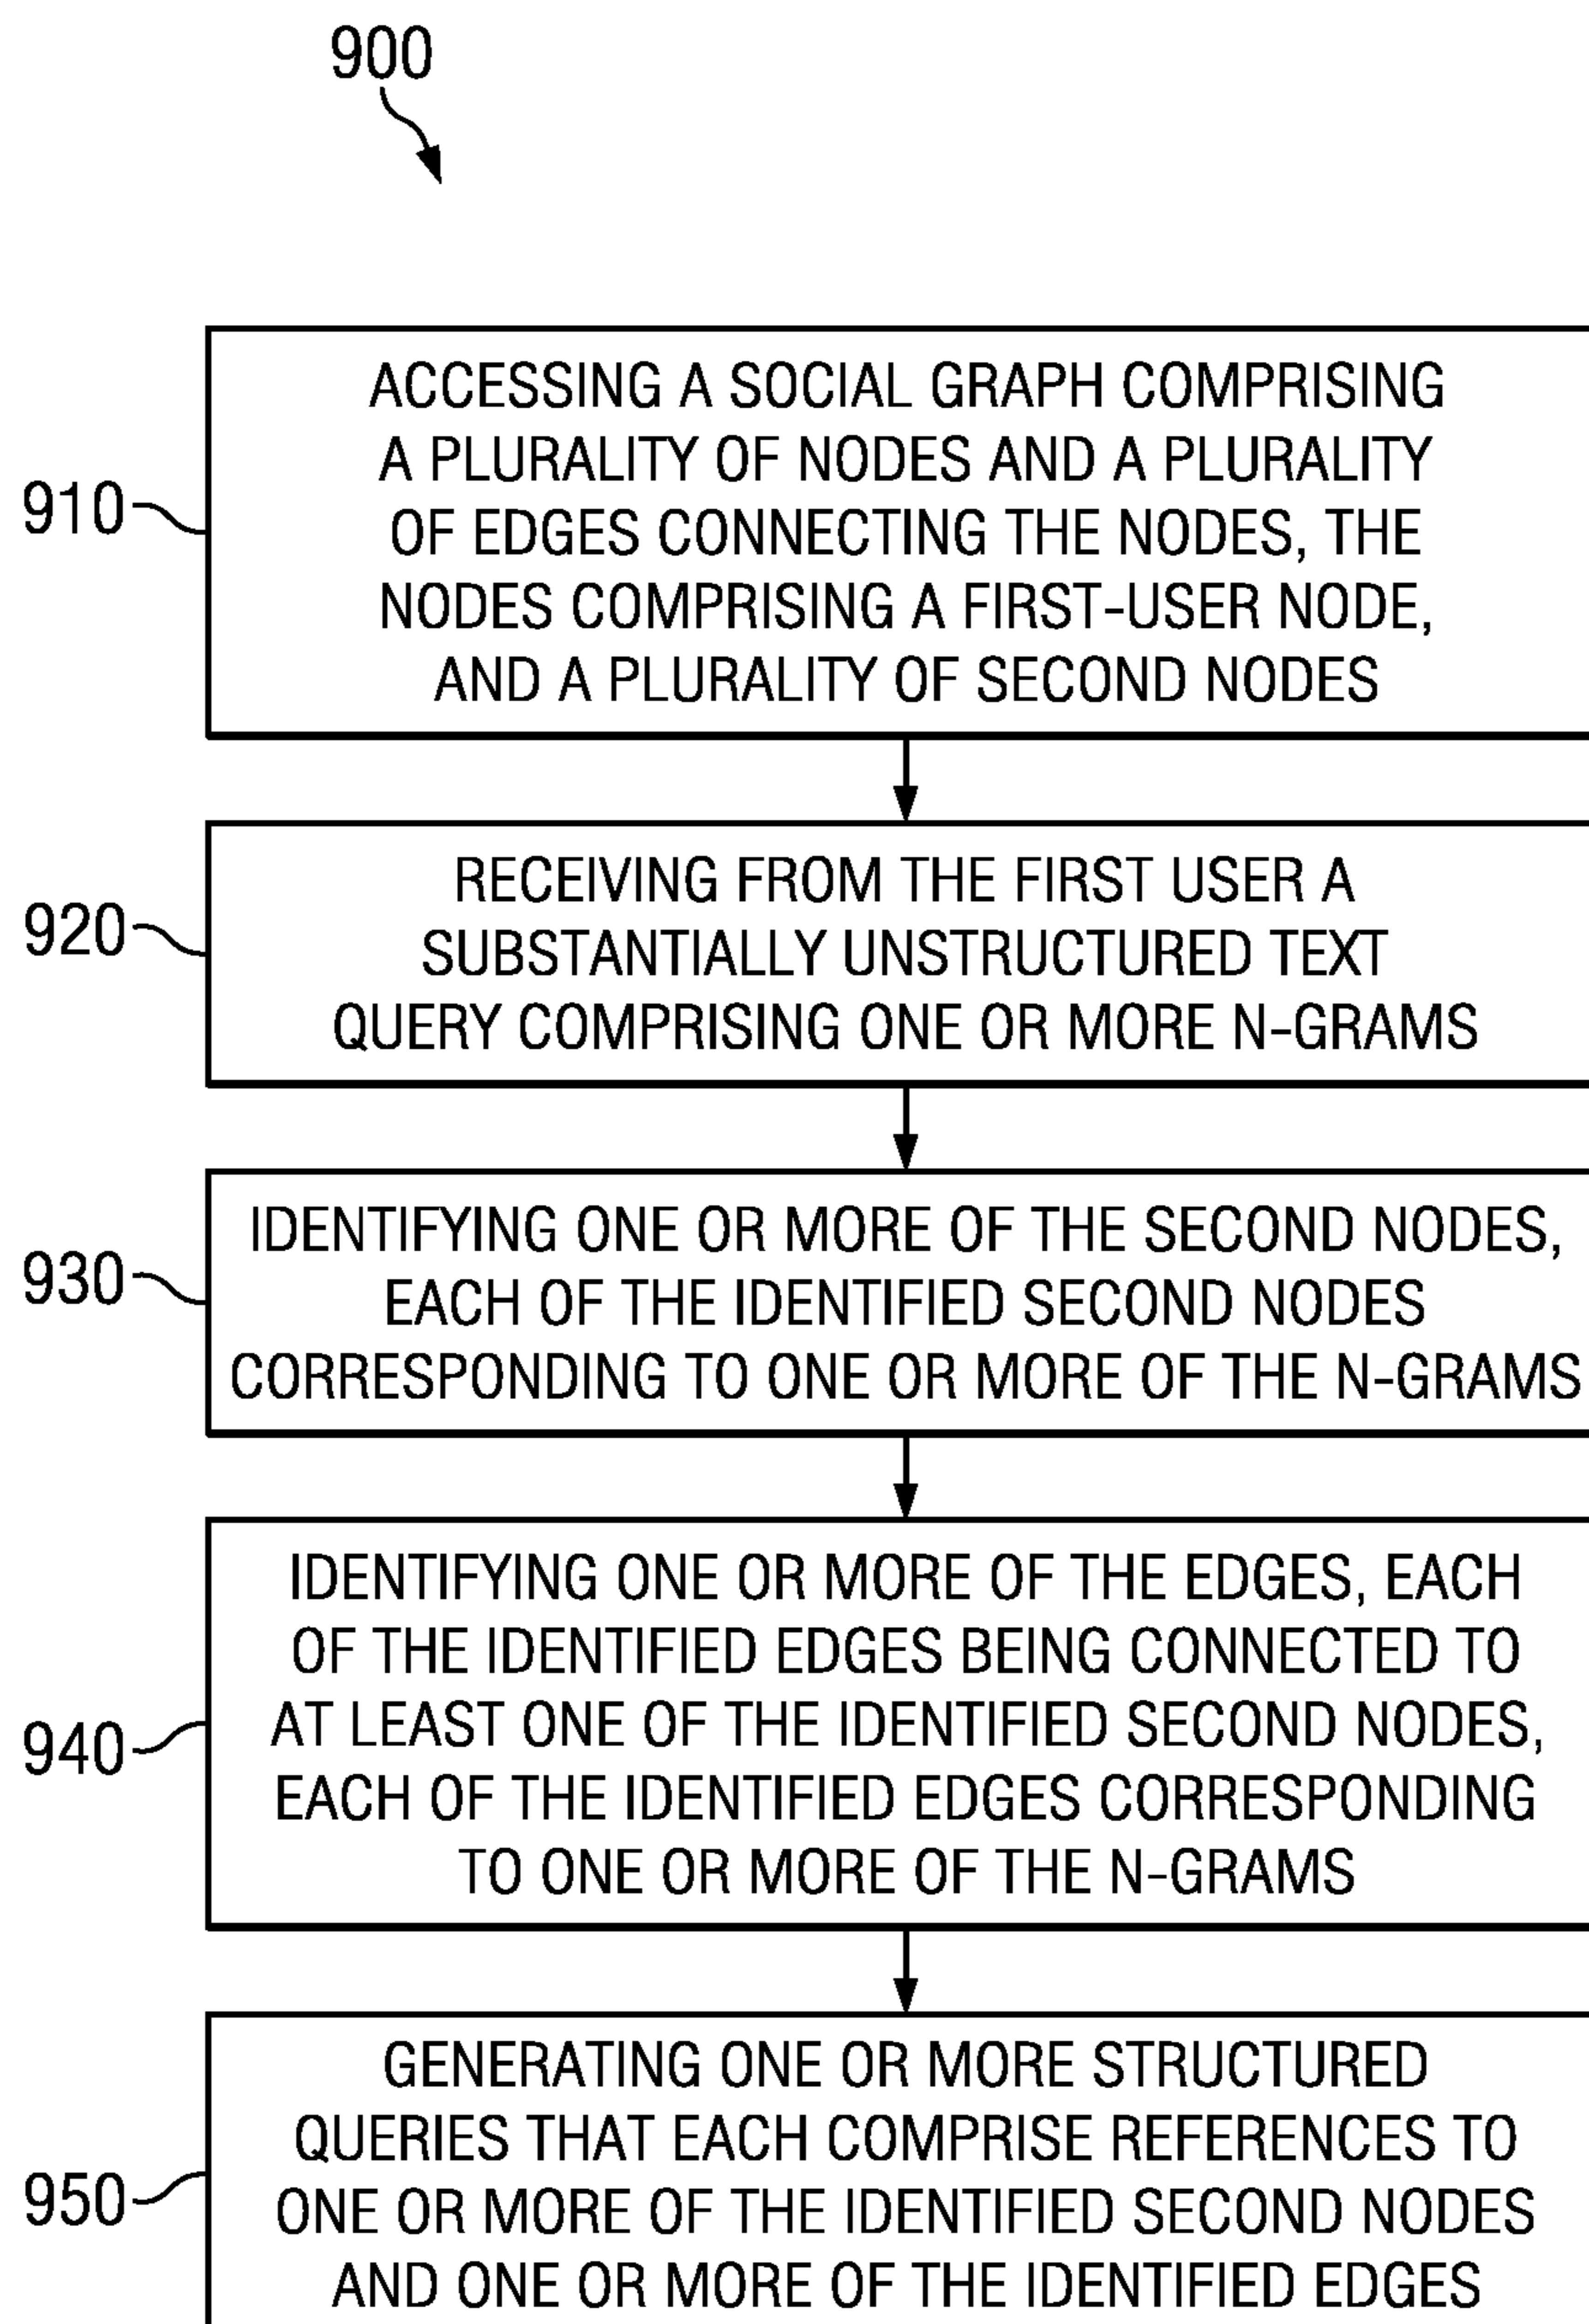 900
910
ACCESSING A SOCIAL GRAPH COMPRISING
A PLURALITY OF NODES AND A PLURALITY
OF EDGES CONNECTING THE NODES, THE
NODES COMPRISING A FIRST-USER NODE,
AND A PLURALITY OF SECOND NODES
920
RECEIVING FROM THE FIRST USER A
SUBSTANTIALLY UNSTRUCTURED TEXT
QUERY COMPRISING ONE OR MORE N-GRAMS
930
IDENTIFYING ONE OR MORE OF THE SECOND NODES,
EACH OF THE IDENTIFIED SECOND NODES
CORRESPONDING TO ONE OR MORE OF THE N-GRAMS
940
IDENTIFYING ONE OR MORE OF THE EDGES, EACH
OF THE IDENTIFIED EDGES BEING CONNECTED TO
AT LEAST ONE OF THE IDENTIFIED SECOND NODES,
EACH OF THE IDENTIFIED EDGES CORRESPONDING
TO ONE OR MORE OF THE N-GRAMS
950
GENERATING ONE OR MORE STRUCTURED
QUERIES THAT EACH COMPRISE REFERENCES TO
ONE OR MORE OF THE IDENTIFIED SECOND NODES
AND ONE OR MORE OF THE IDENTIFIED EDGES